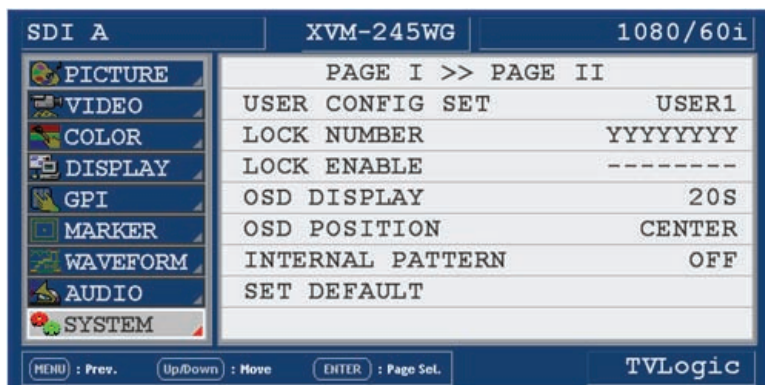 SDI A XVM-245WG 1080/60i
PICTURE
VIDEO
COLOR
DISPLAY
GPI
MARKER
WAVEFORM
AUDIO
SYSTEM
PAGE I >> PAGE II
USER CONFIG SET USER1
LOCK NUMBER YYYYYYYY
LOCK ENABLE --------
OSD DISPLAY 20S
OSD POSITION CENTER
INTERNAL PATTERN OFF
SET DEFAULT
MENU : Prev. Up/Down : Move ENTER : Page Sel. TVLogic